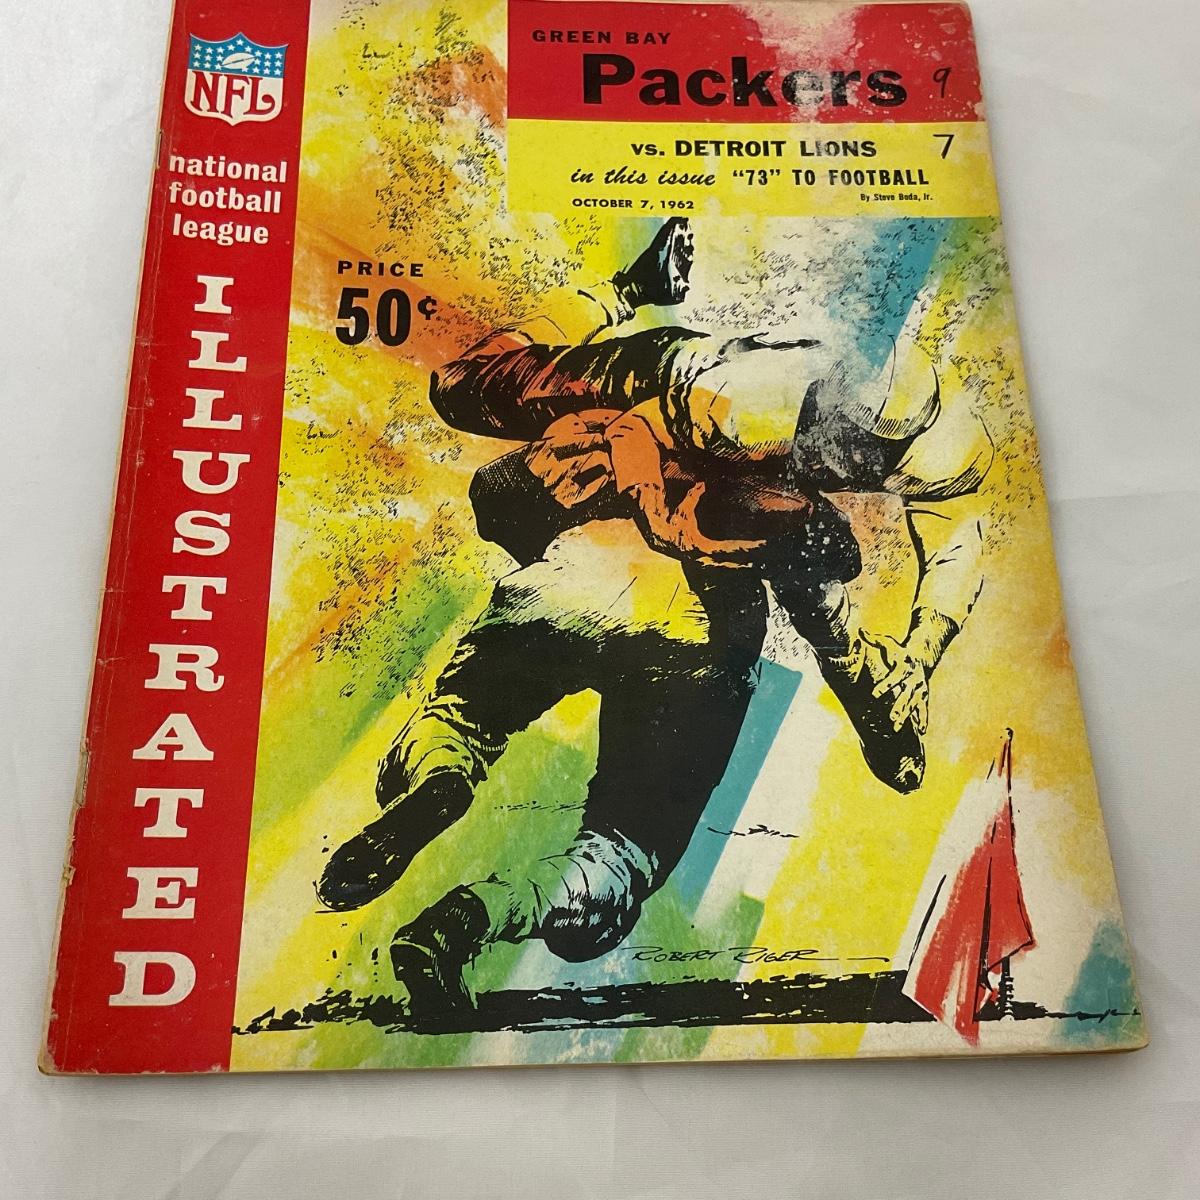 NFL
national
football
league
ILLUSTRATED
GREEN BAY
Packers 9
vs. DETROIT LIONS 7
in this issue "73" TO FOOTBALL
By Steve Boda, Jr.
OCTOBER 7, 1962
PRICE
50¢
ROBERT RIGER